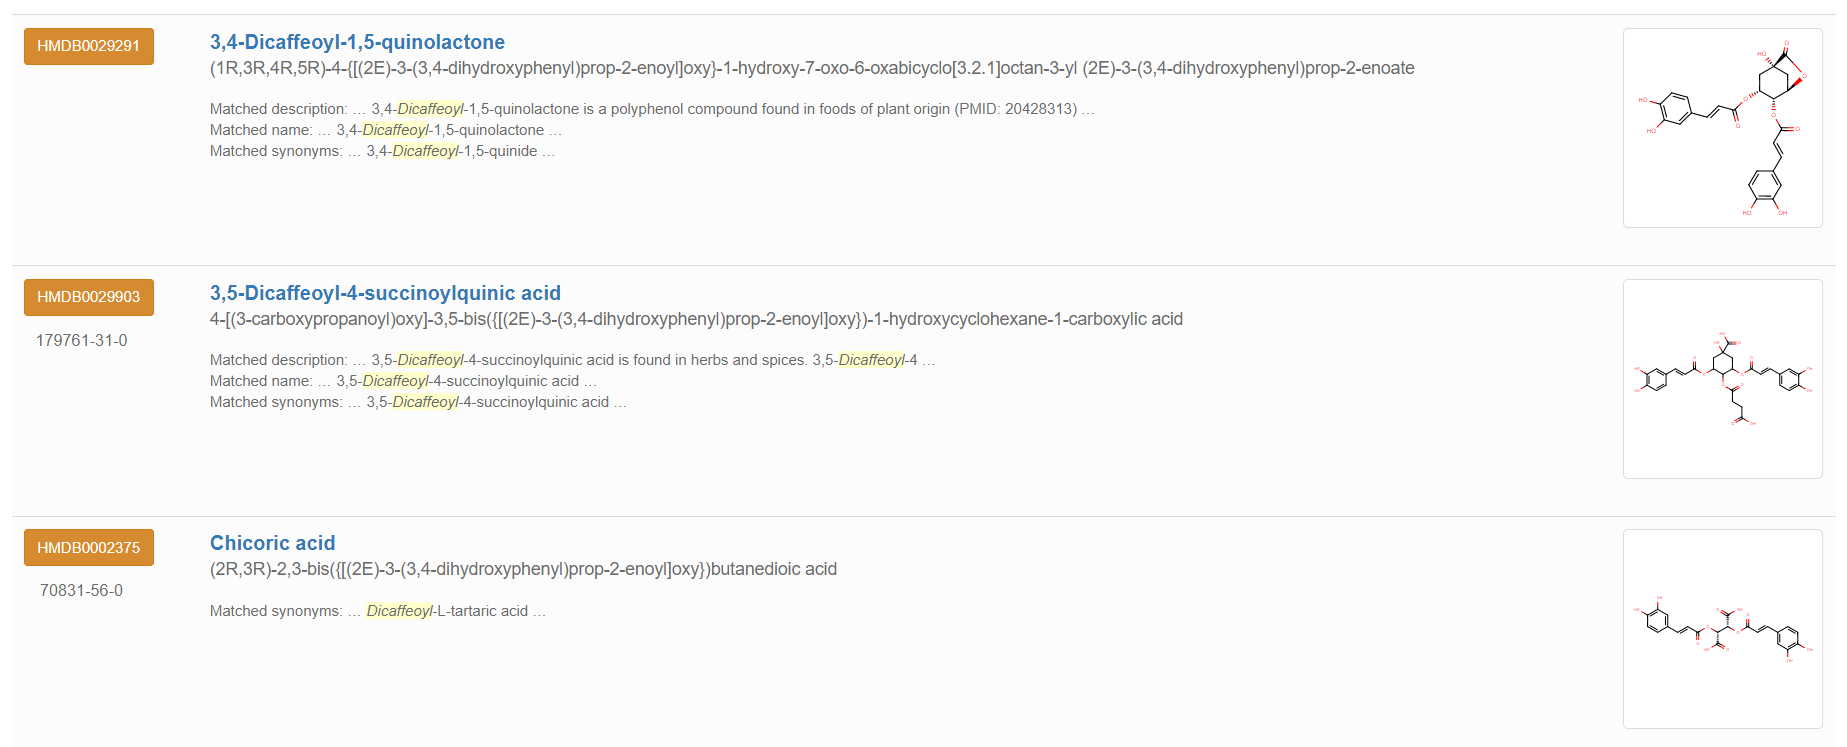 HMDB0029291
3,4-Dicaffeoyl-1,5-quinolactone
(1R,3R,4R,5R)-4-{[(2E)-3-(3,4-dihydroxyphenyl)prop-2-enoyl]oxy}-1-hydroxy-7-oxo-6-oxabicyclo[3.2.1]octan-3-yl (2E)-3-(3,4-dihydroxyphenyl)prop-2-enoate
Matched description: … 3,4-Dicaffeoyl-1,5-quinolactone is a polyphenol compound found in foods of plant origin (PMID: 20428313) …
Matched name: … 3,4-Dicaffeoyl-1,5-quinolactone …
Matched synonyms: … 3,4-Dicaffeoyl-1,5-quinide …
HO
O
O
HO
HO
O
O
O
O
HO
OH
HMDB0029903
179761-31-0
3,5-Dicaffeoyl-4-succinoylquinic acid
4-[(3-carboxypropanoyl)oxy]-3,5-bis({[(2E)-3-(3,4-dihydroxyphenyl)prop-2-enoyl]oxy})-1-hydroxycyclohexane-1-carboxylic acid
Matched description: … 3,5-Dicaffeoyl-4-succinoylquinic acid is found in herbs and spices. 3,5-Dicaffeoyl-4 …
Matched name: … 3,5-Dicaffeoyl-4-succinoylquinic acid …
Matched synonyms: … 3,5-Dicaffeoyl-4-succinoylquinic acid …
HMDB0002375
70831-56-0
Chicoric acid
(2R,3R)-2,3-bis({[(2E)-3-(3,4-dihydroxyphenyl)prop-2-enoyl]oxy})butanedioic acid
Matched synonyms: … Dicaffeoyl-L-tartaric acid …